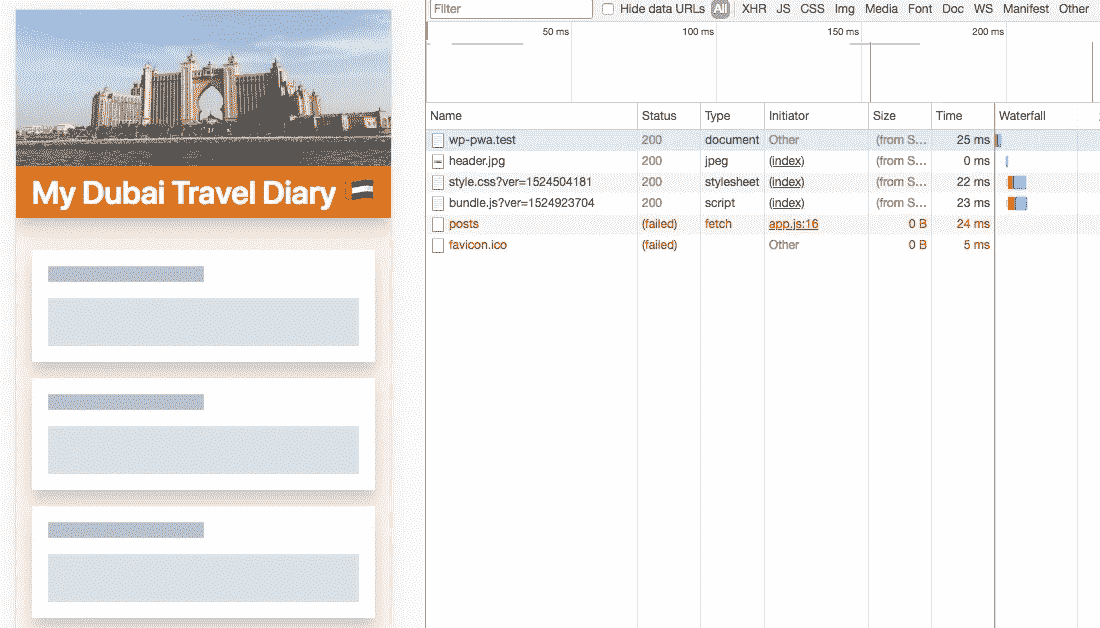 My Dubai Travel Diary
Filter Hide data URLs All XHR JS CSS Img Media Font Doc WS Manifest Other
50 ms 100 ms 150 ms 200 ms
Name Status Type Initiator Size Time Waterfall
wp-pwa.test 200 document Other (from S... 25 ms
header.jpg 200 jpeg (index) (from S... 0 ms
style.css?ver=1524504181 200 stylesheet (index) (from S... 22 ms
bundle.js?ver=1524923704 200 script (index) (from S... 23 ms
posts (failed) fetch app.js:16 0 B 24 ms
favicon.ico (failed) Other 0 B 5 ms